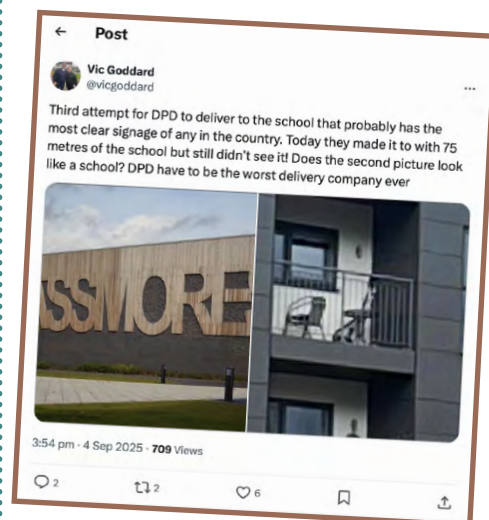 Post
Vic Goddard
@vicgoddard
Third attempt for DPD to deliver to the school that probably has the
most clear signage of any in the country. Today they made it to with 75
metres of the school but still didn't see it! Does the second picture look
like a school? DPD have to be the worst delivery company ever
SSMORE
3:54 pm · 4 Sep 2025 · 709 Views
2
2
6